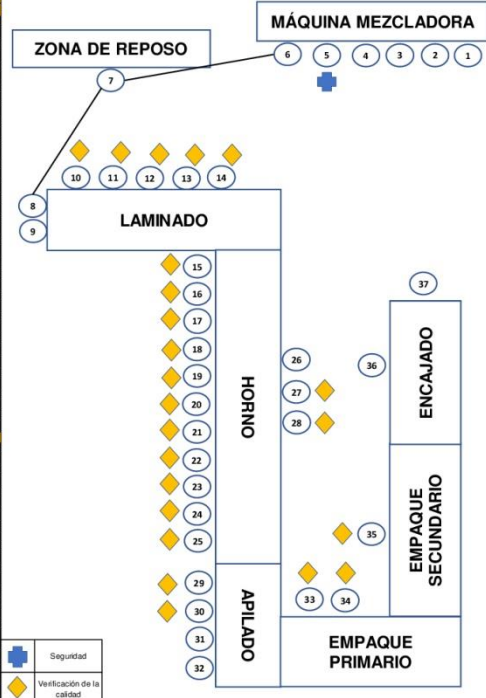 MÁQUINA MEZCLADORA
ZONA DE REPOSO
6 5 4 3 2 1
7
10 11 12 13 14
8
9
LAMINADO
15
16
17
18
19
20
21
22
23
24
25
HORNO
26
27
28
37
36
ENCAJADO
35
EMPAQUE
SECUNDARIO
33 34
29
30
31
32
APILADO
EMPAQUE
PRIMARIO
Seguridad
Verificación de la
calidad